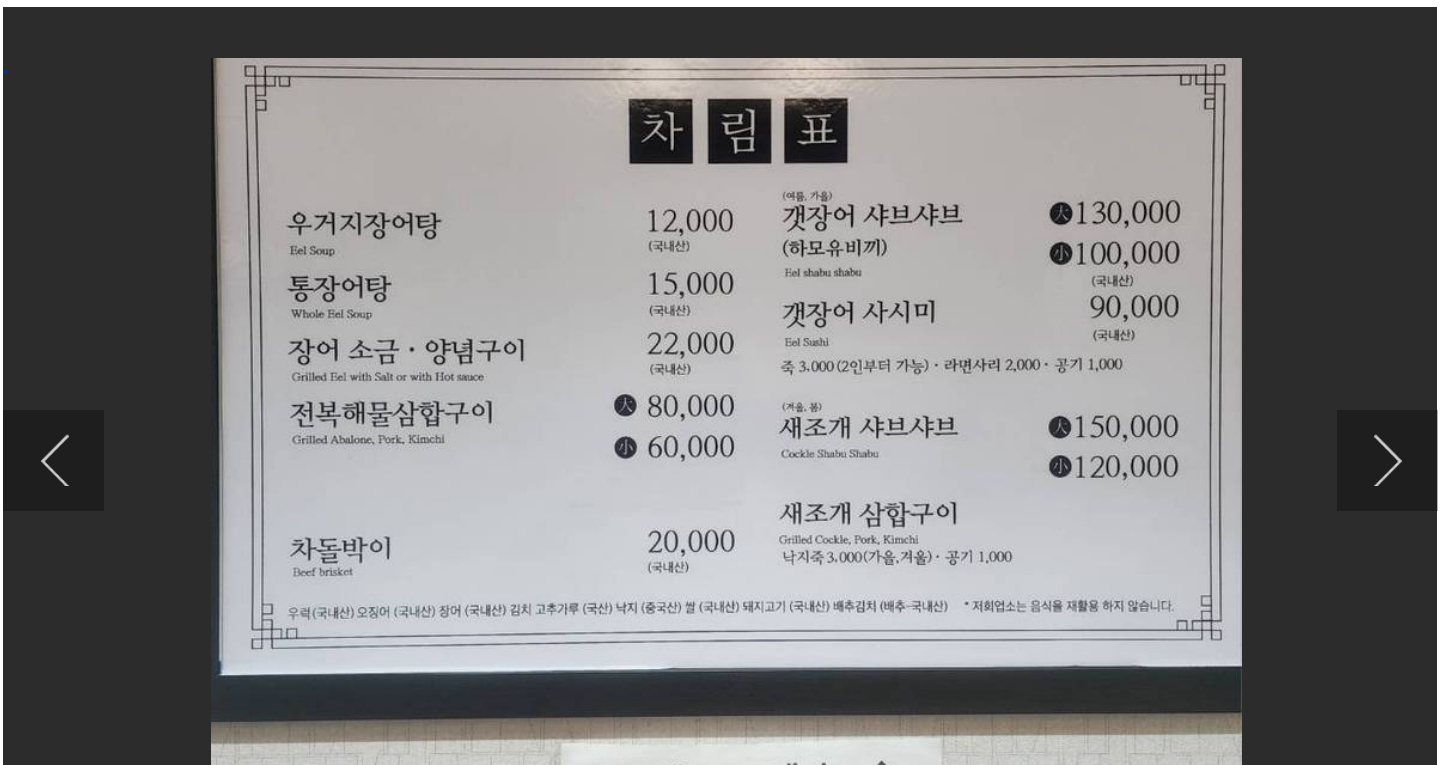 차림표
우거지장어탕 12,000
Eel Soup (국내산)
통장어탕 15,000
Whole Eel Soup (국내산)
장어 소금·양념구이 22,000
Grilled Eel with Salt or with Hot sauce (국내산)
전복해물삼합구이 大 80,000
Grilled Abalone, Pork, Kimchi
小 60,000
차돌박이 20,000
Beef brisket (국내산)
(여름, 가을)
갯장어 샤브샤브 大 130,000
(하모유비끼) 小 100,000
Eel shabu shabu (국내산)
갯장어 사시미 90,000
Eel Sushi (국내산)
죽 3,000 (2인부터 가능)·라면사리 2,000·공기 1,000
(겨울, 봄)
새조개 샤브샤브 大 150,000
Cockle Shabu Shabu
小 120,000
새조개 삼합구이
Grilled Cockle, Pork, Kimchi
낙지죽 3,000(가을,겨울)·공기 1,000
우럭(국내산) 오징어 (국내산) 장어 (국내산) 김치 고추가루 (국산) 낙지 (중국산) 쌀 (국내산) 돼지고기 (국내산) 배추김치 (배추-국내산) * 저희업소는 음식을 재활용 하지 않습니다.